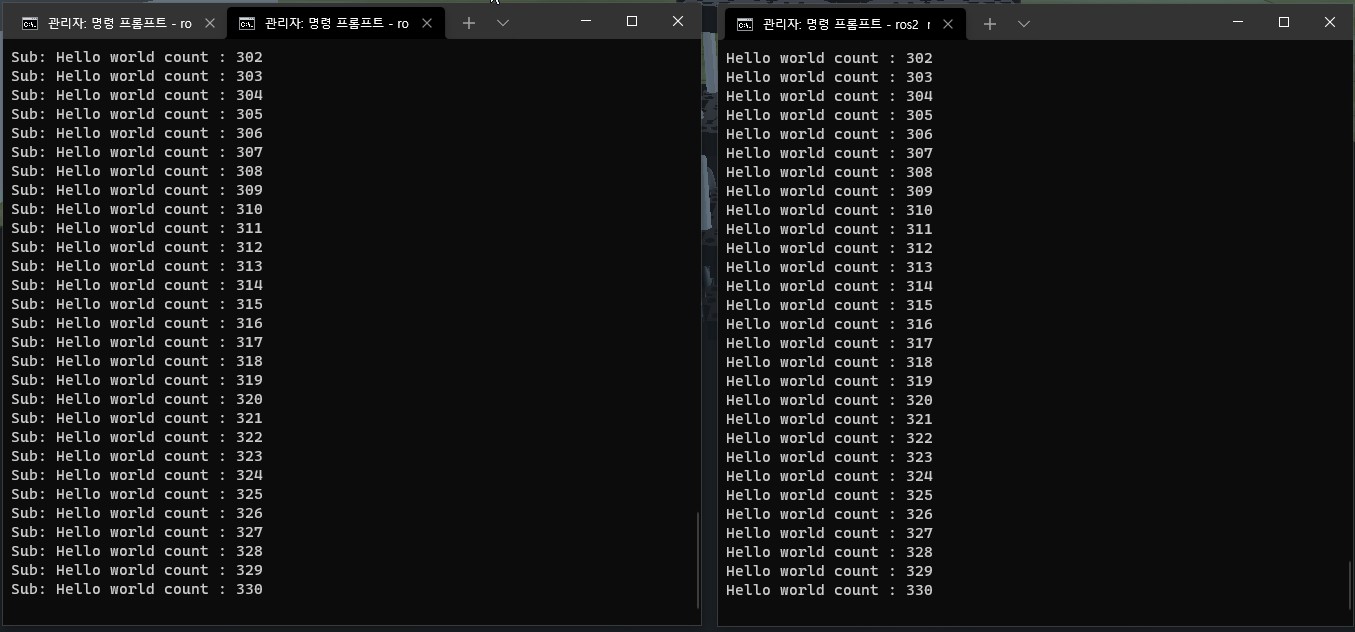 관리자: 명령 프롬프트 - ro
관리자: 명령 프롬프트 - ro
Sub: Hello world count : 302
Sub: Hello world count : 303
Sub: Hello world count : 304
Sub: Hello world count : 305
Sub: Hello world count : 306
Sub: Hello world count : 307
Sub: Hello world count : 308
Sub: Hello world count : 309
Sub: Hello world count : 310
Sub: Hello world count : 311
Sub: Hello world count : 312
Sub: Hello world count : 313
Sub: Hello world count : 314
Sub: Hello world count : 315
Sub: Hello world count : 316
Sub: Hello world count : 317
Sub: Hello world count : 318
Sub: Hello world count : 319
Sub: Hello world count : 320
Sub: Hello world count : 321
Sub: Hello world count : 322
Sub: Hello world count : 323
Sub: Hello world count : 324
Sub: Hello world count : 325
Sub: Hello world count : 326
Sub: Hello world count : 327
Sub: Hello world count : 328
Sub: Hello world count : 329
Sub: Hello world count : 330
관리자: 명령 프롬프트 - ros2 r
Hello world count : 302
Hello world count : 303
Hello world count : 304
Hello world count : 305
Hello world count : 306
Hello world count : 307
Hello world count : 308
Hello world count : 309
Hello world count : 310
Hello world count : 311
Hello world count : 312
Hello world count : 313
Hello world count : 314
Hello world count : 315
Hello world count : 316
Hello world count : 317
Hello world count : 318
Hello world count : 319
Hello world count : 320
Hello world count : 321
Hello world count : 322
Hello world count : 323
Hello world count : 324
Hello world count : 325
Hello world count : 326
Hello world count : 327
Hello world count : 328
Hello world count : 329
Hello world count : 330